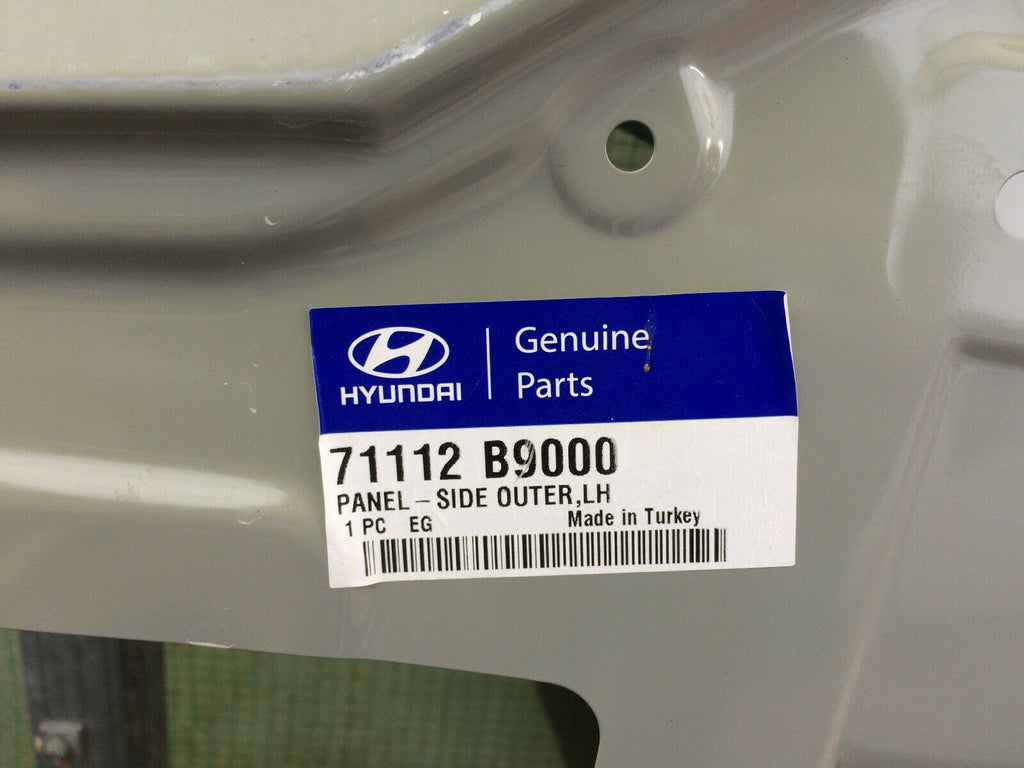 HYUNDAI
Genuine
Parts
71112 B9000
PANEL - SIDE OUTER,LH
1 PC EG Made in Turkey